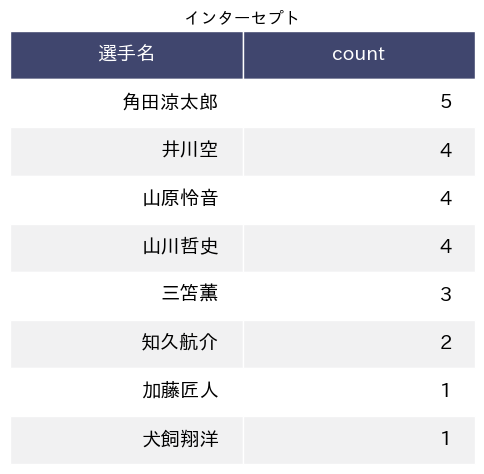 インターセプト
選手名 count
角田涼太郎 5
井川空 4
山原怜音 4
山川哲史 4
三笘薫 3
知久航介 2
加藤匠人 1
犬飼翔洋 1